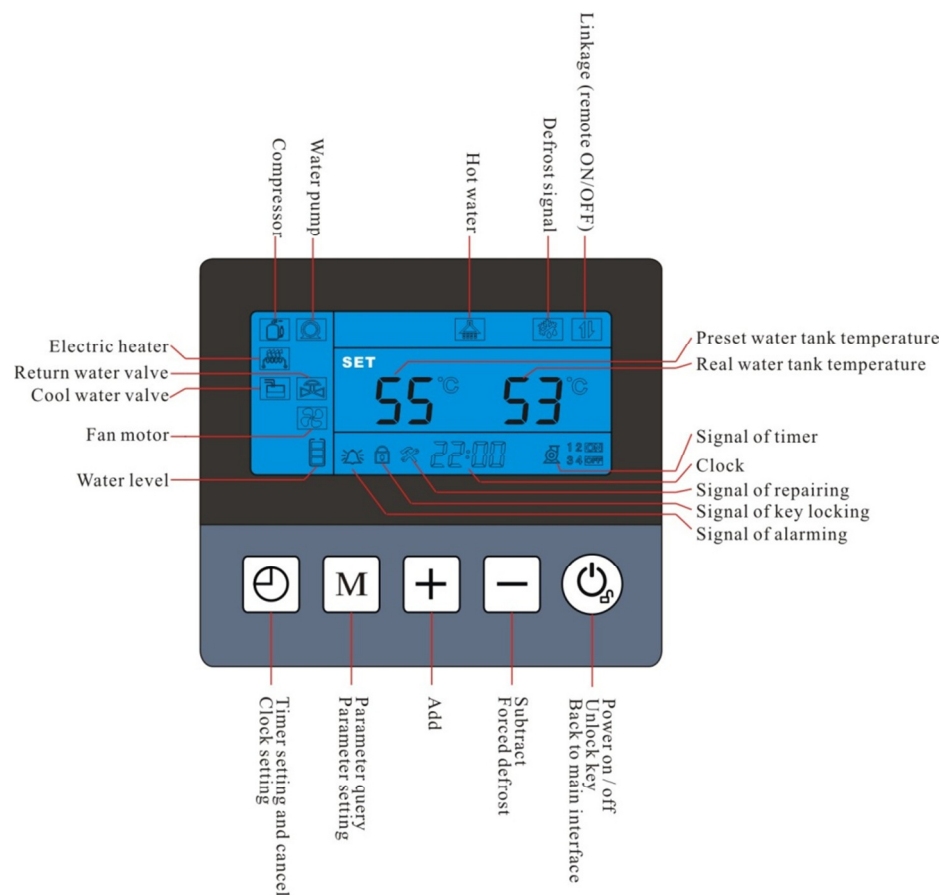 Compressor
Water pump
Hot water
Defrost signal
Linkage (remote ON/OFF)
Electric heater
Return water valve
Cool water valve
Fan motor
Water level
SET
55°C
53°C
22:00
1 2 ON
3 4 OFF
Preset water tank temperature
Real water tank temperature
Signal of timer
Clock
Signal of repairing
Signal of key locking
Signal of alarming
M
Timer setting and cancel
Clock setting
Parameter query
Parameter setting
Add
Subtract
Forced defrost
Power on / off
Unlock key
Back to main interface